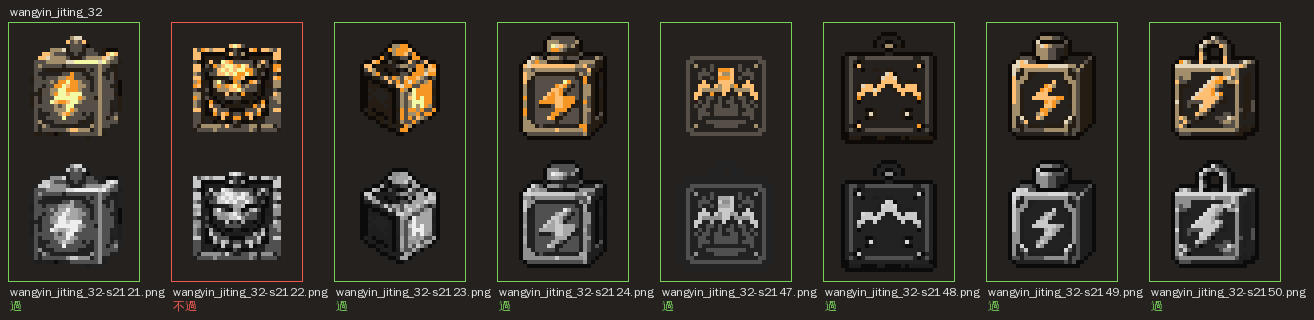 wangyin_jiting_32
wangyin_jiting_32-s2121.png
過
wangyin_jiting_32-s2122.png
不過
wangyin_jiting_32-s2123.png
過
wangyin_jiting_32-s2124.png
過
wangyin_jiting_32-s2147.png
過
wangyin_jiting_32-s2148.png
過
wangyin_jiting_32-s2149.png
過
wangyin_jiting_32-s2150.png
過